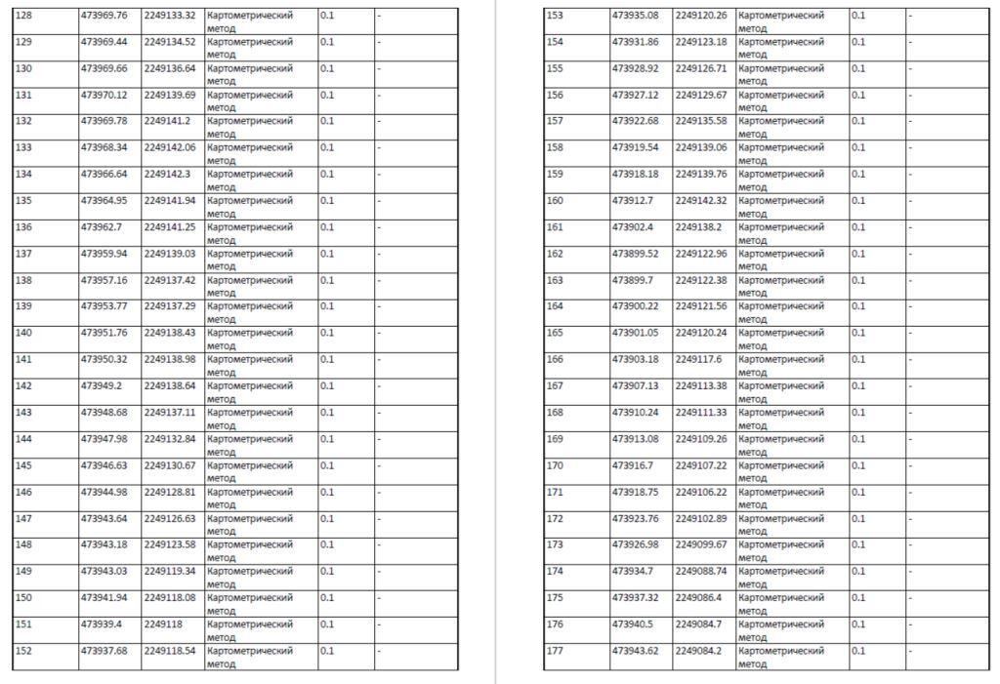 128 473969.76 2249133.32 Картометрический 0.1 -
метод
129 473969.44 2249134.52 Картометрический 0.1 -
метод
130 473969.66 2249136.64 Картометрический 0.1 -
метод
131 473970.12 2249139.69 Картометрический 0.1 -
метод
132 473969.78 2249141.2 Картометрический 0.1 -
метод
133 473968.34 2249142.06 Картометрический 0.1 -
метод
134 473966.64 2249142.3 Картометрический 0.1 -
метод
135 473964.95 2249141.94 Картометрический 0.1 -
метод
136 473962.7 2249141.25 Картометрический 0.1 -
метод
137 473959.94 2249139.03 Картометрический 0.1 -
метод
138 473957.16 2249137.42 Картометрический 0.1 -
метод
139 473953.77 2249137.29 Картометрический 0.1 -
метод
140 473951.76 2249138.43 Картометрический 0.1 -
метод
141 473950.32 2249138.98 Картометрический 0.1 -
метод
142 473949.2 2249138.64 Картометрический 0.1 -
метод
143 473948.68 2249137.11 Картометрический 0.1 -
метод
144 473947.98 2249132.84 Картометрический 0.1 -
метод
145 473946.63 2249130.67 Картометрический 0.1 -
метод
146 473944.98 2249128.81 Картометрический 0.1 -
метод
147 473943.64 2249126.63 Картометрический 0.1 -
метод
148 473943.18 2249123.58 Картометрический 0.1 -
метод
149 473943.03 2249119.34 Картометрический 0.1 -
метод
150 473941.94 2249118.08 Картометрический 0.1 -
метод
151 473939.4 2249118 Картометрический 0.1 -
метод
152 473937.68 2249118.54 Картометрический 0.1 -
метод
153 473935.08 2249120.26 Картометрический 0.1 -
метод
154 473931.86 2249123.18 Картометрический 0.1 -
метод
155 473928.92 2249126.71 Картометрический 0.1 -
метод
156 473927.12 2249129.67 Картометрический 0.1 -
метод
157 473922.68 2249135.58 Картометрический 0.1 -
метод
158 473919.54 2249139.06 Картометрический 0.1 -
метод
159 473918.18 2249139.76 Картометрический 0.1 -
метод
160 473912.7 2249142.32 Картометрический 0.1 -
метод
161 473902.4 2249138.2 Картометрический 0.1 -
метод
162 473899.52 2249122.96 Картометрический 0.1 -
метод
163 473899.7 2249122.38 Картометрический 0.1 -
метод
164 473900.22 2249121.56 Картометрический 0.1 -
метод
165 473901.05 2249120.24 Картометрический 0.1 -
метод
166 473903.18 2249117.6 Картометрический 0.1 -
метод
167 473907.13 2249113.38 Картометрический 0.1 -
метод
168 473910.24 2249111.33 Картометрический 0.1 -
метод
169 473913.08 2249109.26 Картометрический 0.1 -
метод
170 473916.7 2249107.22 Картометрический 0.1 -
метод
171 473918.75 2249106.22 Картометрический 0.1 -
метод
172 473923.76 2249102.89 Картометрический 0.1 -
метод
173 473926.98 2249099.67 Картометрический 0.1 -
метод
174 473934.7 2249088.74 Картометрический 0.1 -
метод
175 473937.32 2249086.4 Картометрический 0.1 -
метод
176 473940.5 2249084.7 Картометрический 0.1 -
метод
177 473943.62 2249084.2 Картометрический 0.1 -
метод